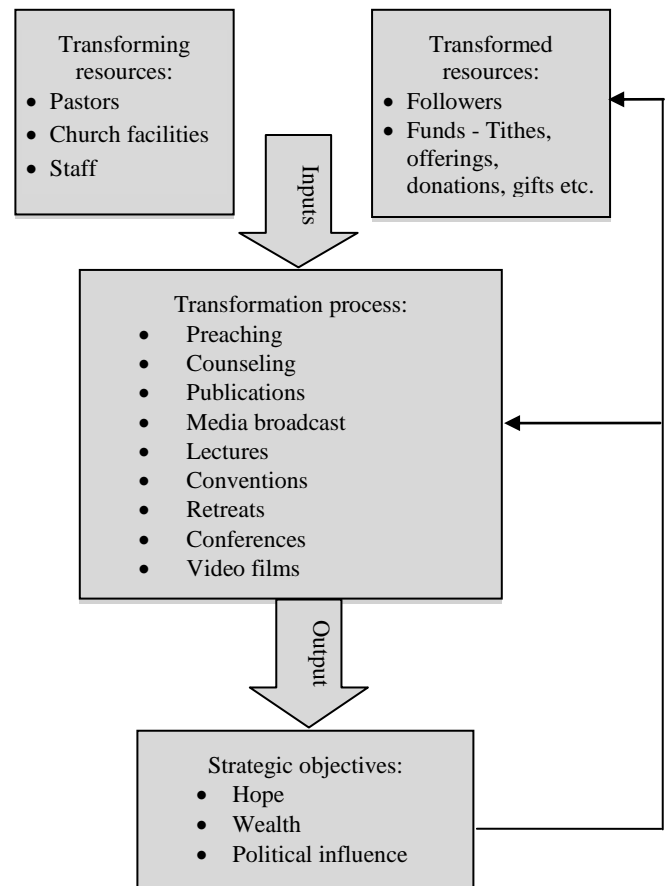 Transforming
resources:
• Pastors
• Church facilities
• Staff
Transformed
resources:
• Followers
• Funds - Tithes,
offerings,
donations, gifts etc.
Inputs
Transformation process:
• Preaching
• Counseling
• Publications
• Media broadcast
• Lectures
• Conventions
• Retreats
• Conferences
• Video films
Output
Strategic objectives:
• Hope
• Wealth
• Political influence